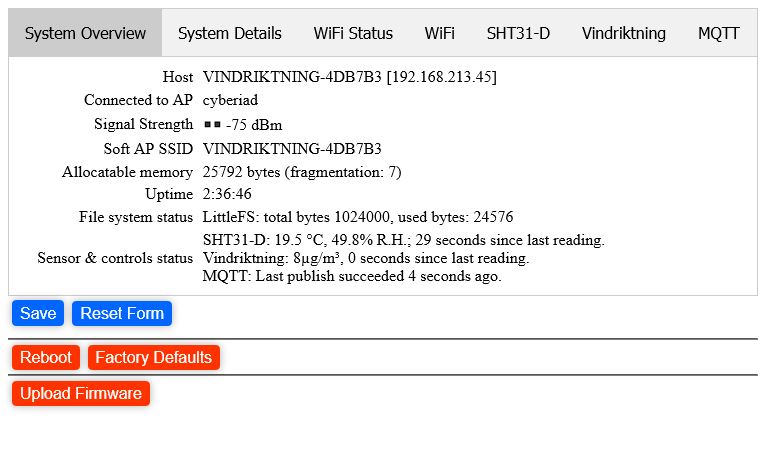 System Overview System Details WiFi Status WiFi SHT31-D Vindriktning MQTT
Host VINDRIKTNING-4DB7B3 [192.168.213.45]
Connected to AP cyberiad
Signal Strength -75 dBm
Soft AP SSID VINDRIKTNING-4DB7B3
Allocatable memory 25792 bytes (fragmentation: 7)
Uptime 2:36:46
File system status LittleFS: total bytes 1024000, used bytes: 24576
SHT31-D: 19.5 °C, 49.8% R.H.; 29 seconds since last reading.
Sensor & controls status Vindriktning: 8µg/m³, 0 seconds since last reading.
MQTT: Last publish succeeded 4 seconds ago.
Save Reset Form
Reboot Factory Defaults
Upload Firmware